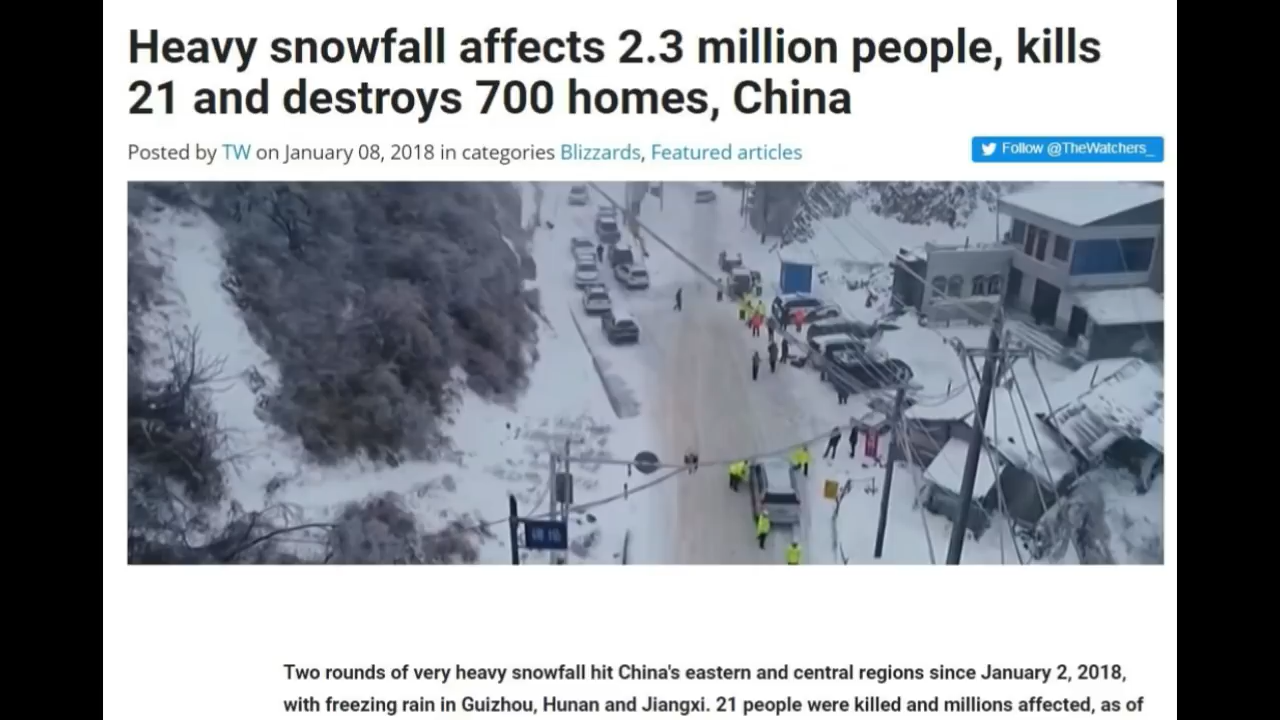 Heavy snowfall affects 2.3 million people, kills
21 and destroys 700 homes, China
Posted by TW on January 08, 2018 in categories Blizzards, Featured articles
Follow @TheWatchers_
Two rounds of very heavy snowfall hit China's eastern and central regions since January 2, 2018,
with freezing rain in Guizhou, Hunan and Jiangxi. 21 people were killed and millions affected, as of